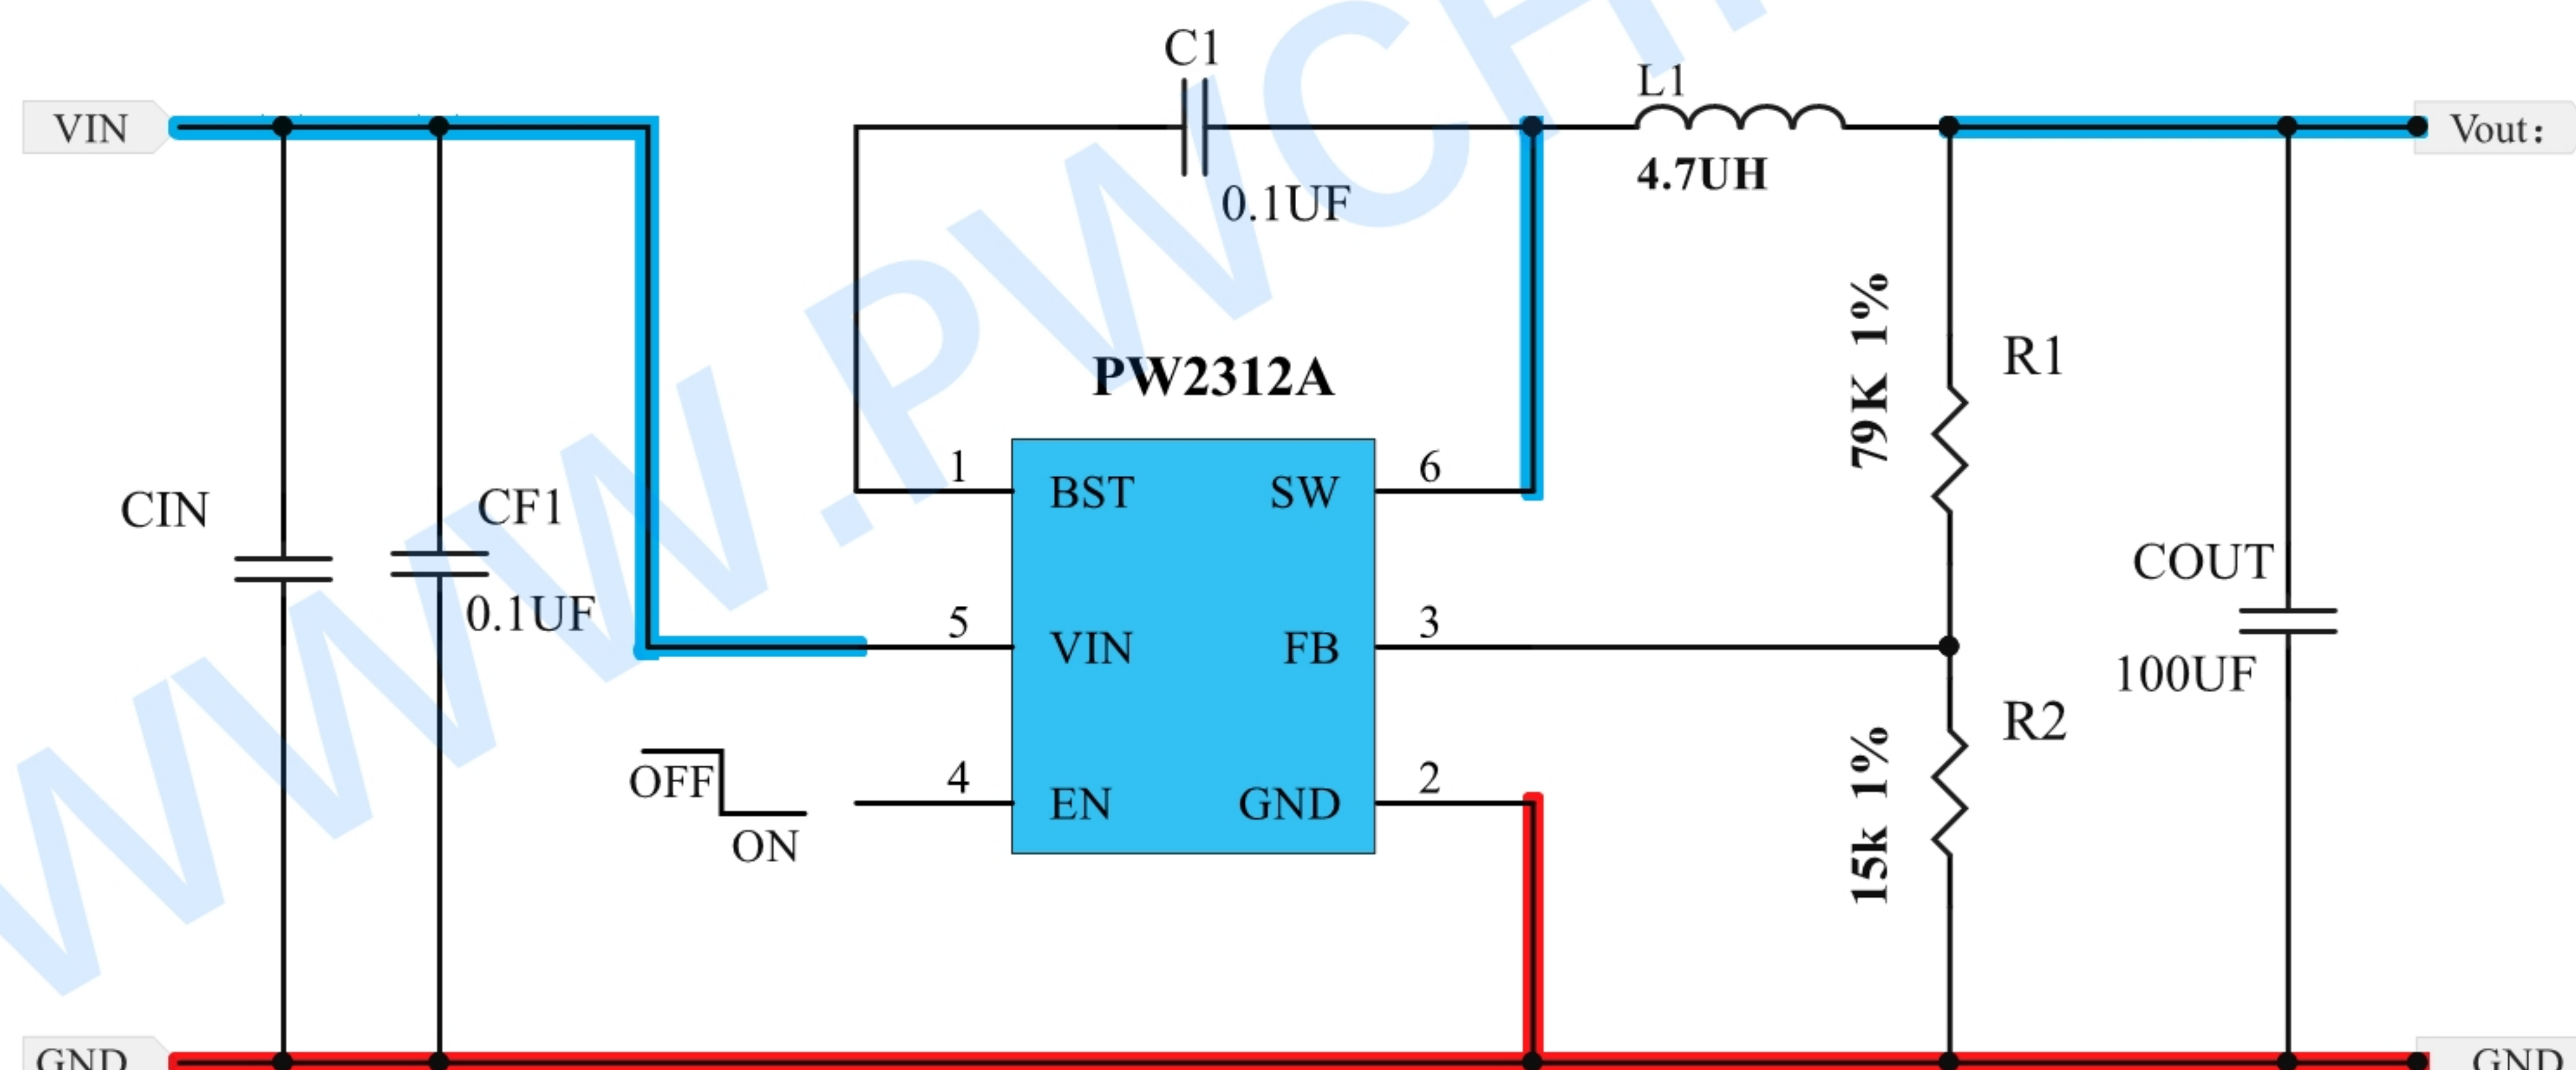 C1
L1
VIN
Vout:
4.7UH
0.1UF
79K 1%
R1
PW2312A
1
BST
SW
6
CIN
CF1
0.1UF
COUT
5
VIN
FB
3
100UF
R2
15k 1%
OFF
ON
4
EN
GND
2
GND
GND
WWW.PWCH